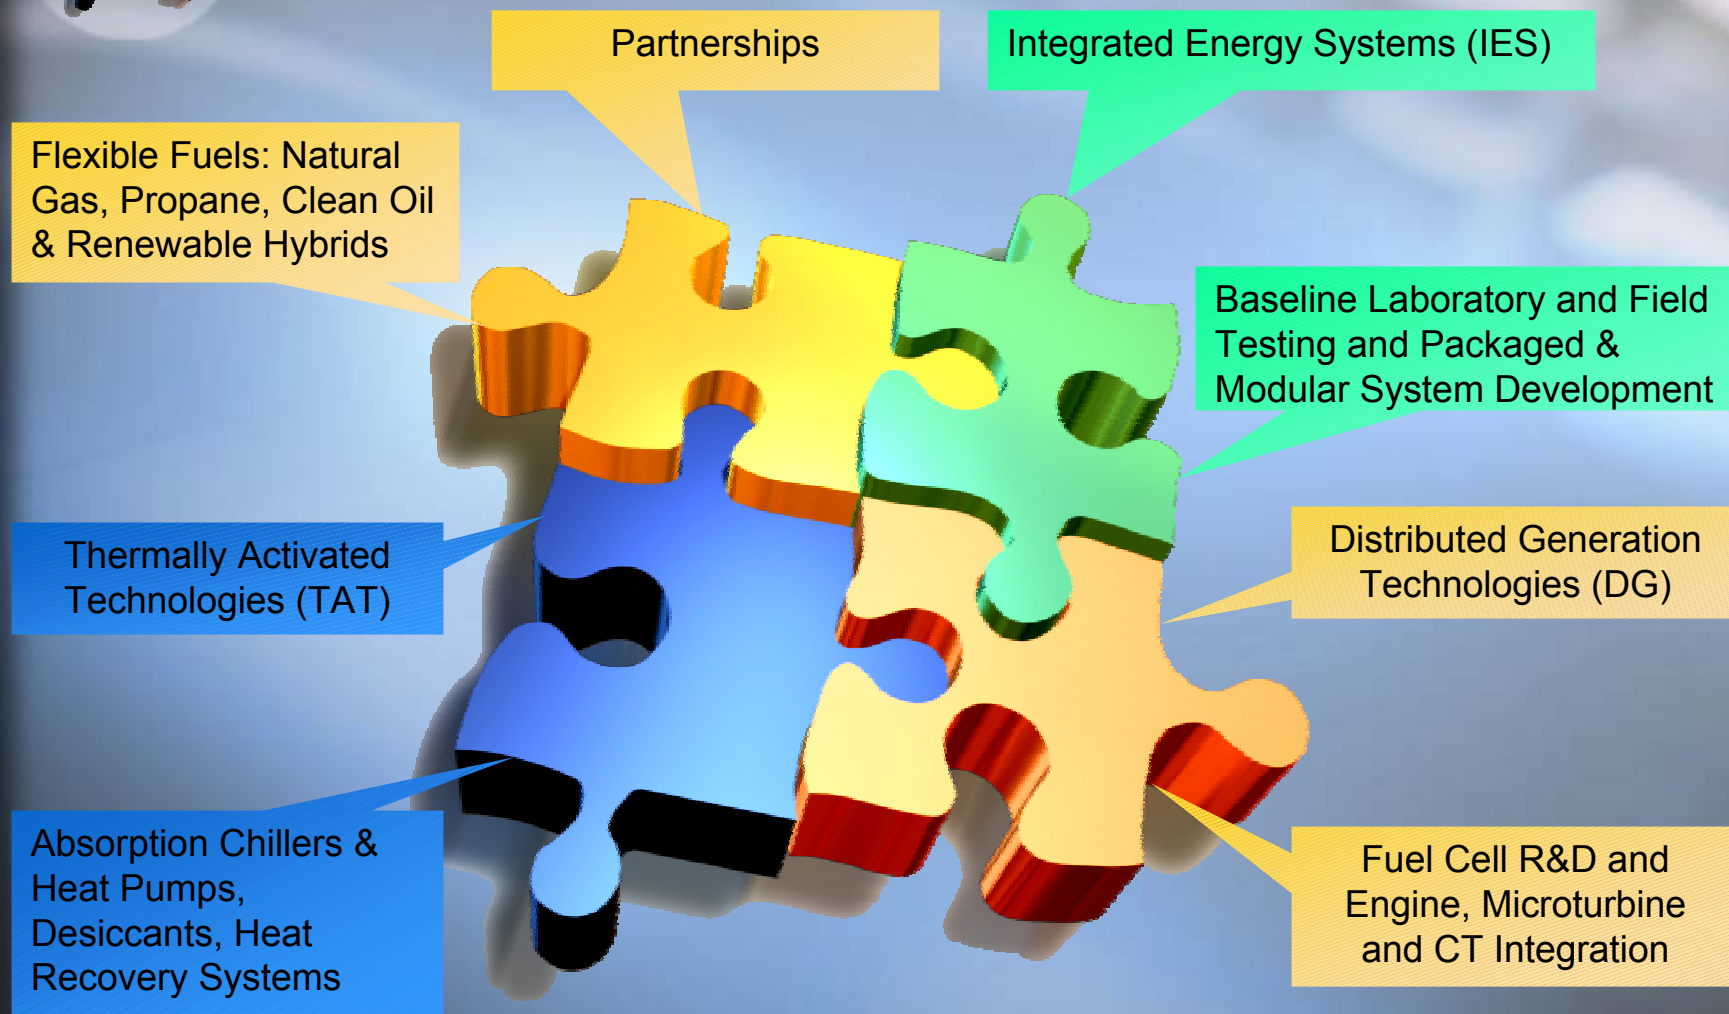 Partnerships
Integrated Energy Systems (IES)
Flexible Fuels: Natural
Gas, Propane, Clean Oil
& Renewable Hybrids
Baseline Laboratory and Field
Testing and Packaged &
Modular System Development
Thermally Activated
Technologies (TAT)
Distributed Generation
Technologies (DG)
Absorption Chillers &
Heat Pumps,
Desiccants, Heat
Recovery Systems
Fuel Cell R&D and
Engine, Microturbine
and CT Integration